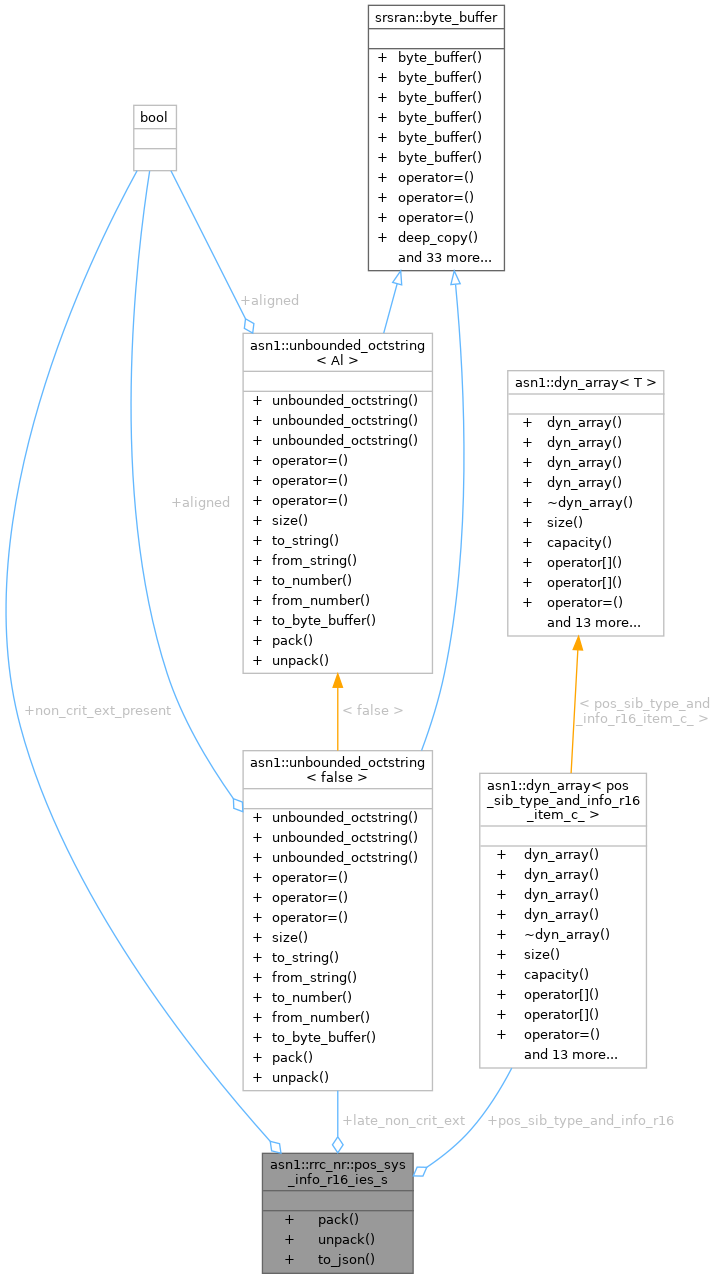 srsran::byte_buffer
+ byte_buffer()
+ byte_buffer()
+ byte_buffer()
+ byte_buffer()
+ byte_buffer()
+ byte_buffer()
+ operator=()
+ operator=()
+ operator=()
+ deep_copy()
and 33 more...
bool
+aligned
asn1::unbounded_octstring
< Al >
+ unbounded_octstring()
+ unbounded_octstring()
+ unbounded_octstring()
+ operator=()
+ operator=()
+ operator=()
+ size()
+ to_string()
+ from_string()
+ to_number()
+ from_number()
+ to_byte_buffer()
+ pack()
+ unpack()
asn1::dyn_array< T >
+ dyn_array()
+ dyn_array()
+ dyn_array()
+ dyn_array()
+ ~dyn_array()
+ size()
+ capacity()
+ operator[]()
+ operator[]()
+ operator=()
and 13 more...
+aligned
+non_crit_ext_present
< false >
< pos_sib_type_and
_info_r16_item_c_ >
asn1::unbounded_octstring
< false >
+ unbounded_octstring()
+ unbounded_octstring()
+ unbounded_octstring()
+ operator=()
+ operator=()
+ operator=()
+ size()
+ to_string()
+ from_string()
+ to_number()
+ from_number()
+ to_byte_buffer()
+ pack()
+ unpack()
asn1::dyn_array< pos
_sib_type_and_info_r16
_item_c_ >
+ dyn_array()
+ dyn_array()
+ dyn_array()
+ dyn_array()
+ ~dyn_array()
+ size()
+ capacity()
+ operator[]()
+ operator[]()
+ operator=()
and 13 more...
+late_non_crit_ext
+pos_sib_type_and_info_r16
asn1::rrc_nr::pos_sys
_info_r16_ies_s
+ pack()
+ unpack()
+ to_json()